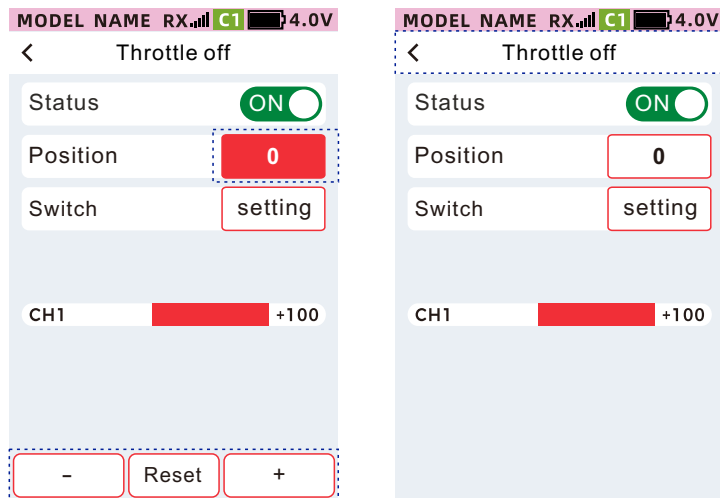 MODEL NAME RX C1 4.0V
< Throttle off
Status ON
Position 0
Switch setting
CH1 +100
- Reset +
MODEL NAME RX C1 4.0V
< Throttle off
Status ON
Position 0
Switch setting
CH1 +100